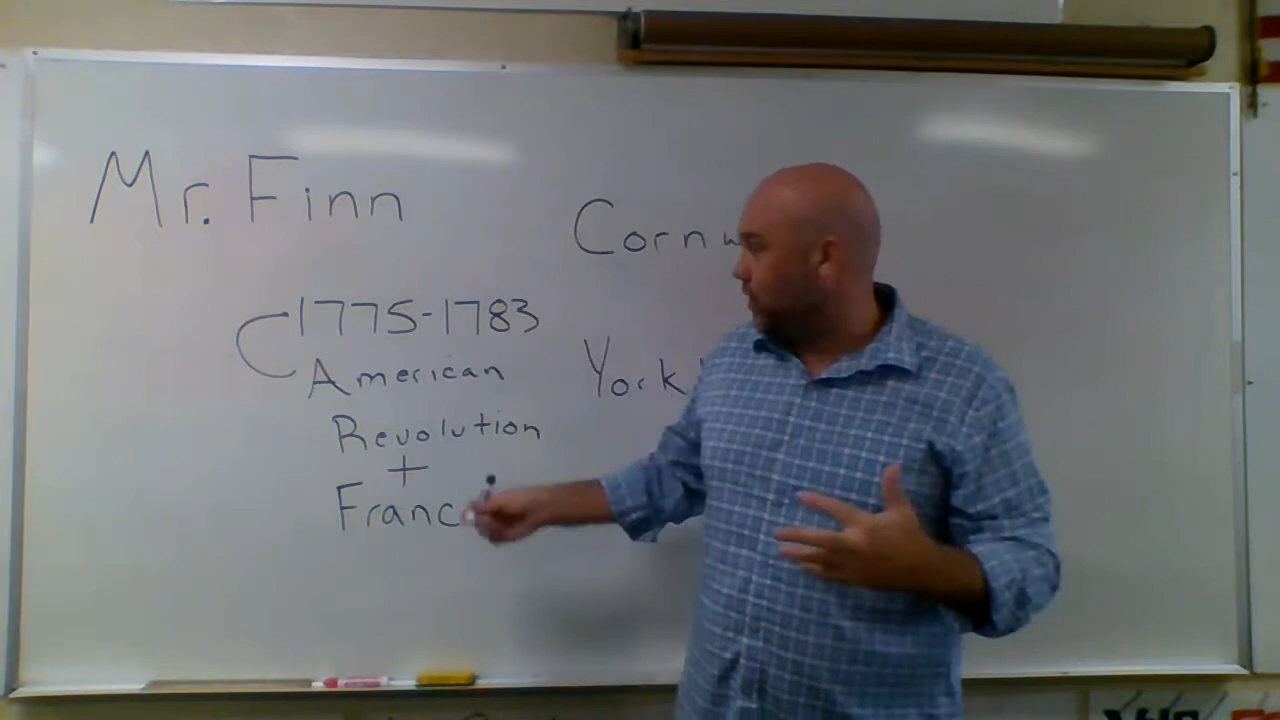 Mr. Finn
1775-1783
American
Revolution
+
Franc
Cornw
York